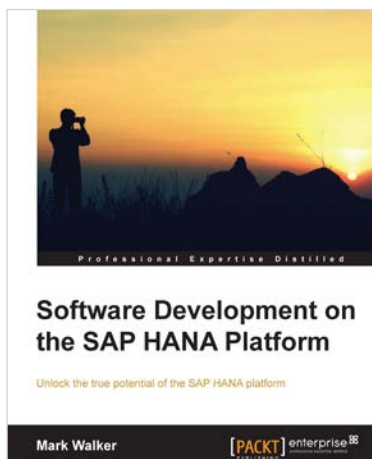 Professional Expertise Distilled
Software Development on
the SAP HANA Platform
Unlock the true potential of the SAP HANA platform
Mark Walker
[PACKT] enterprise
PUBLISHING